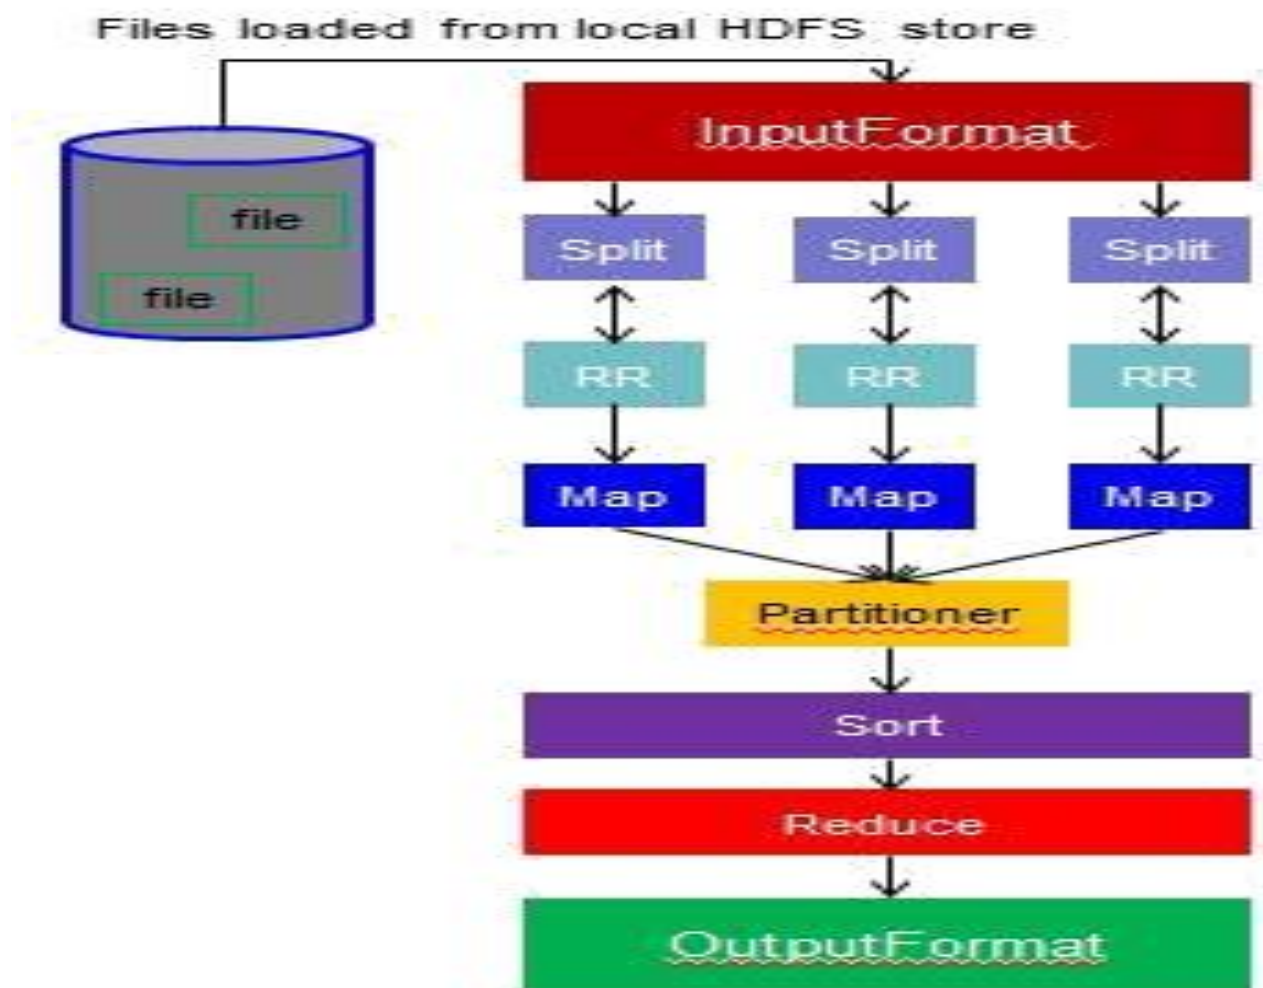 Files loaded from local HDFS store
InputFormat
file
file
Split Split Split
RR RR RR
Map Map Map
Partitioner
Sort
Reduce
OutputFormat